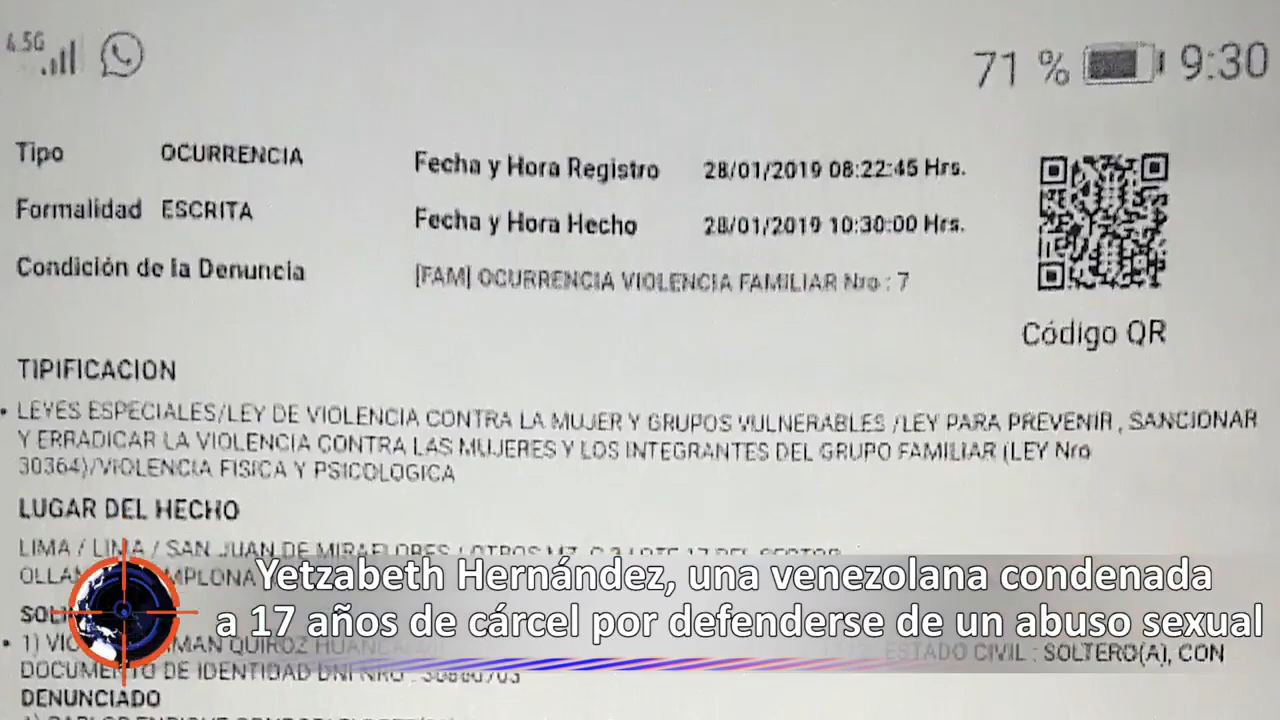 4.5G 71 % 9:30
Tipo OCURRENCIA Fecha y Hora Registro 28/01/2019 08:22:45 Hrs.
Formalidad ESCRITA Fecha y Hora Hecho 28/01/2019 10:30:00 Hrs.
Condición de la Denuncia [FAM] OCURRENCIA VIOLENCIA FAMILIAR Nro : 7
Código QR
TIPIFICACION
• LEYES ESPECIALES/LEY DE VIOLENCIA CONTRA LA MUJER Y GRUPOS VULNERABLES /LEY PARA PREVENIR , SANCIONAR
Y ERRADICAR LA VIOLENCIA CONTRA LAS MUJERES Y LOS INTEGRANTES DEL GRUPO FAMILIAR (LEY Nro
30364)/VIOLENCIA FISICA Y PSICOLOGICA
LUGAR DEL HECHO
LIMA / LIMA / SAN JUAN DE MIRAFLORES / OTROS
Yetzabeth Hernández, una venezolana condenada
a 17 años de cárcel por defenderse de un abuso sexual
QUIROZ ESTADO CIVIL : SOLTERO(A), CON
DOCUMENTO DE IDENTIDAD DNI NRO :
DENUNCIADO